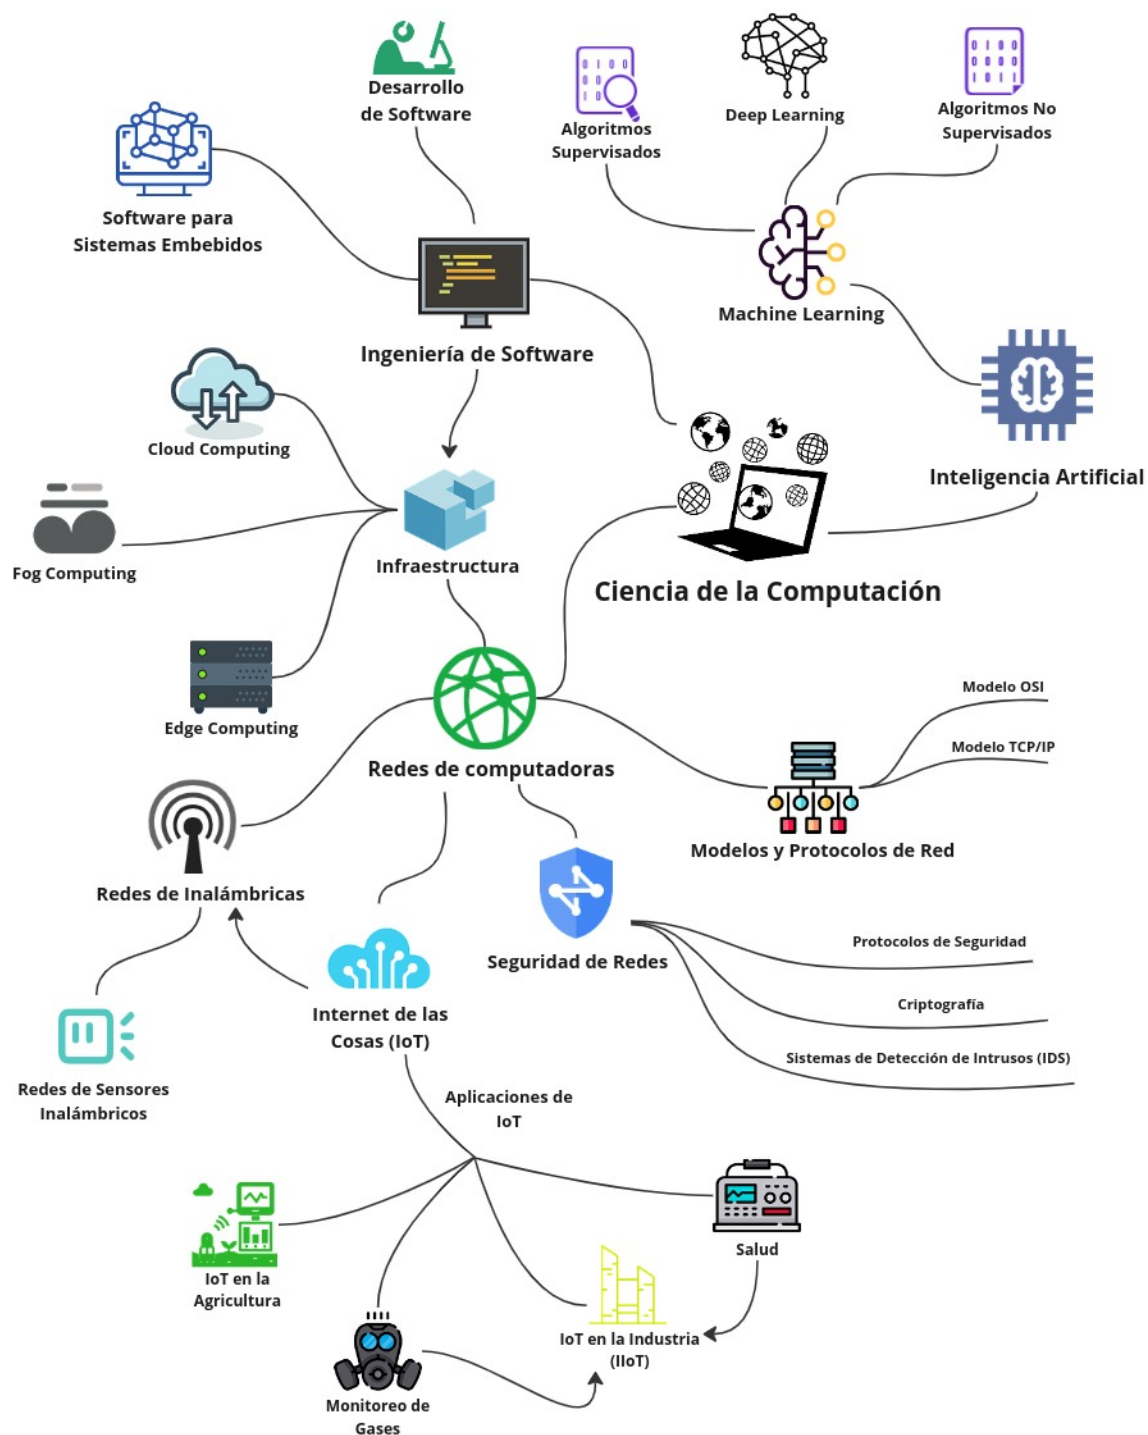 Desarrollo
de Software
Algoritmos
Supervisados
Deep Learning
Algoritmos No
Supervisados
Software para
Sistemas Embebidos
Machine Learning
Ingeniería de Software
Cloud Computing
Inteligencia Artificial
Fog Computing
Infraestructura
Ciencia de la Computación
Edge Computing
Modelo OSI
Modelo TCP/IP
Redes de computadoras
Modelos y Protocolos de Red
Redes de Inalámbricas
Protocolos de Seguridad
Seguridad de Redes
Criptografía
Internet de las
Cosas (IoT)
Sistemas de Detección de Intrusos (IDS)
Redes de Sensores
Inalámbricos
Aplicaciones de
IoT
Salud
IoT en la
Agricultura
IoT en la Industria
(IIoT)
Monitoreo de
Gases